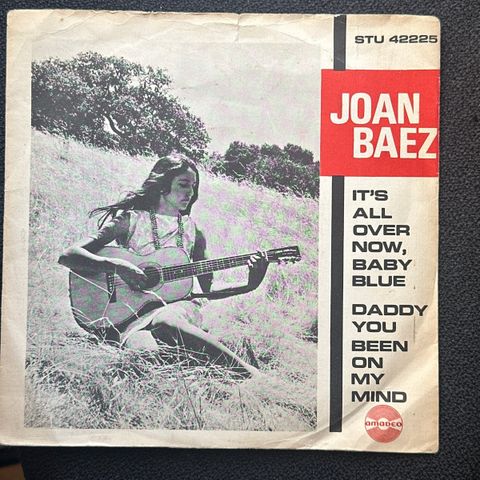 STU 42225
JOAN
BAEZ
IT'S
ALL
OVER
NOW,
BABY
BLUE
DADDY
YOU
BEEN
ON
MY
MIND
amadeo